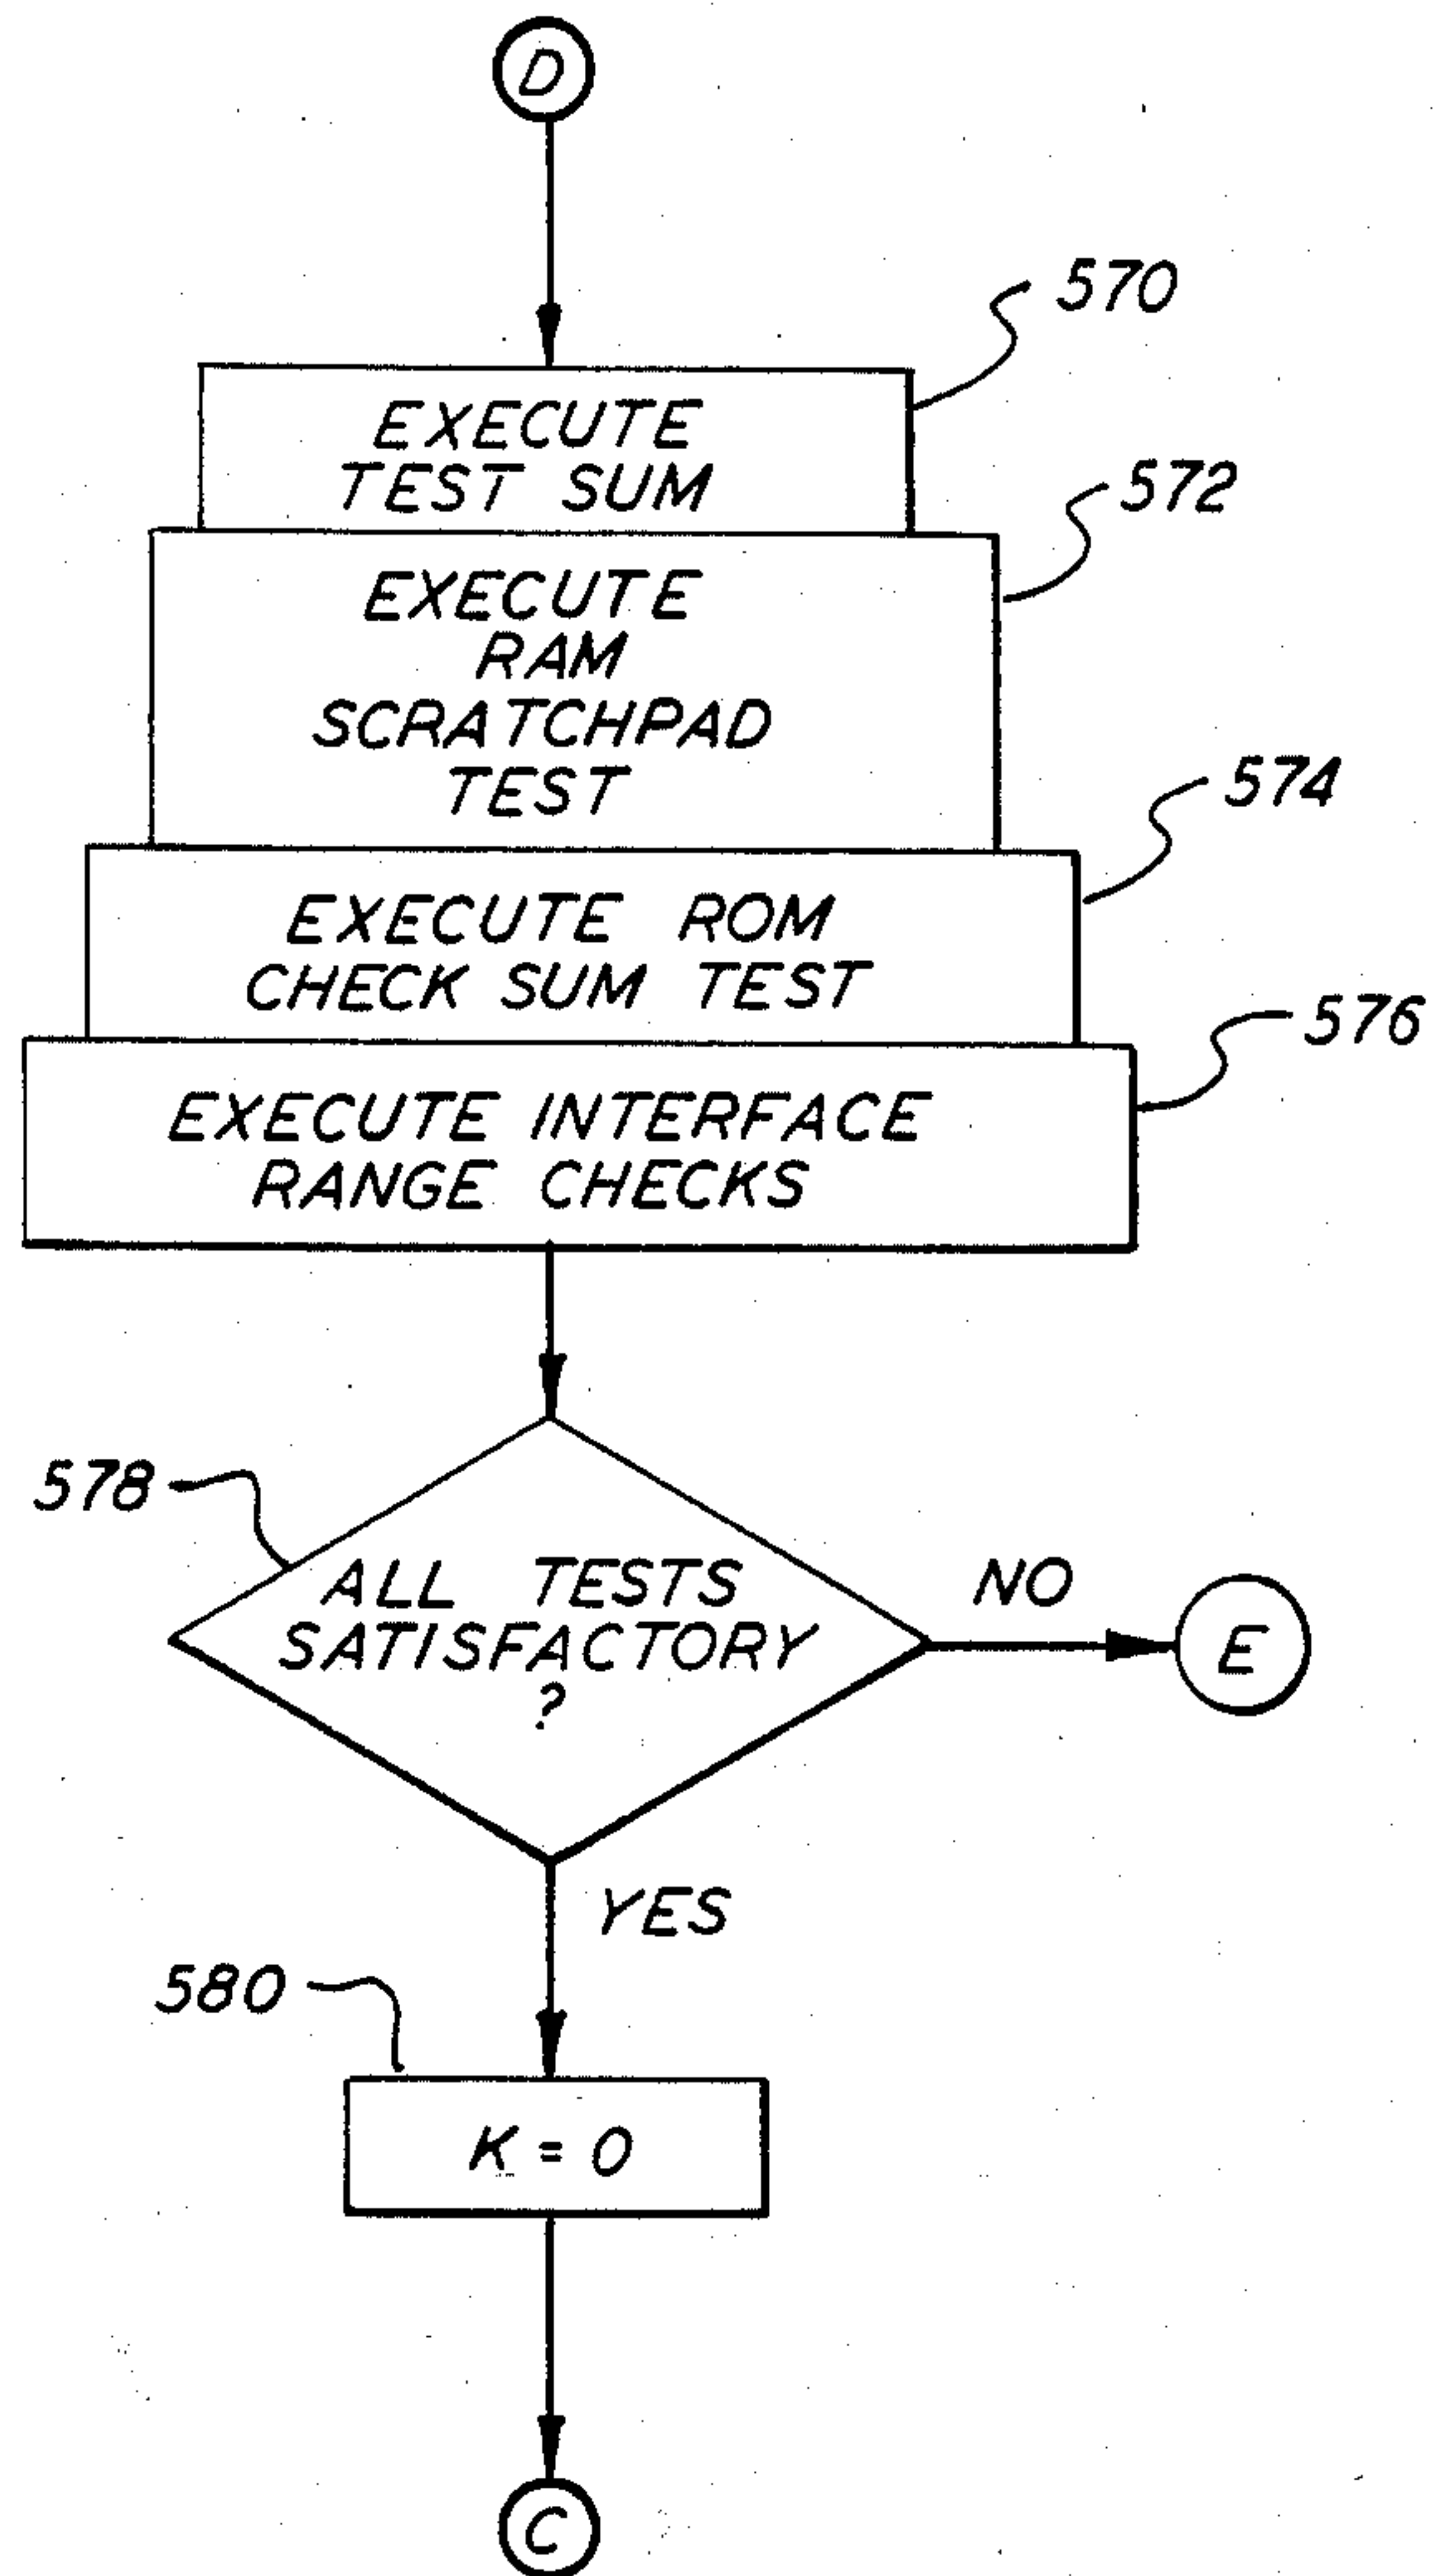 D
570
EXECUTE
TEST SUM
572
EXECUTE
RAM
SCRATCHPAD
TEST
574
EXECUTE ROM
CHECK SUM TEST
576
EXECUTE INTERFACE
RANGE CHECKS
578
ALL TESTS
SATISFACTORY
?
NO
E
YES
580
K = 0
C